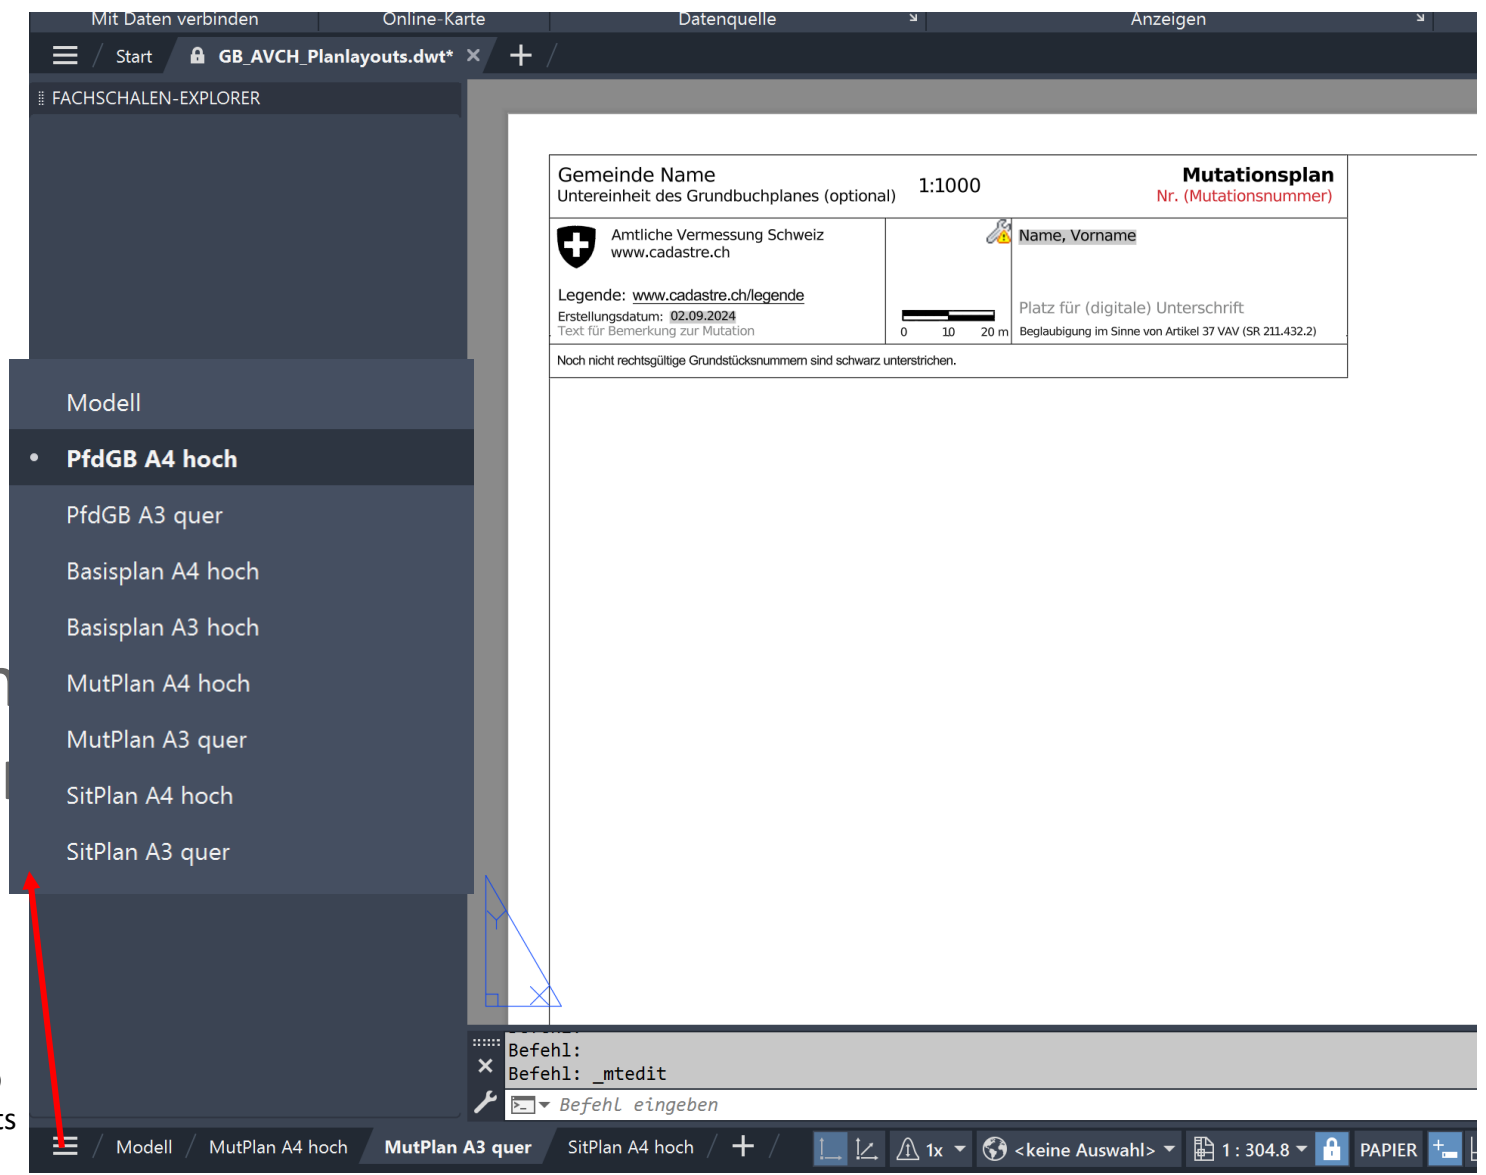 Mit Daten verbinden
Online-Karte
Datenquelle
Anzeigen
Start
GB_AVCH_Planlayouts.dwt*
FACHSCHALEN-EXPLORER
Gemeinde Name
Untereinheit des Grundbuchplanes (optional)
1:1000
Mutationsplan
Nr. (Mutationsnummer)
Amtliche Vermessung Schweiz
www.cadastre.ch
Name, Vorname
Legende: www.cadastre.ch/legende
Erstellungsdatum: 02.09.2024
Text für Bemerkung zur Mutation
0 10 20 m
Platz für (digitale) Unterschrift
Beglaubigung im Sinne von Artikel 37 VAV (SR 211.432.2)
Noch nicht rechtsgültige Grundstücksnummern sind schwarz unterstrichen.
Modell
PfdGB A4 hoch
PfdGB A3 quer
Basisplan A4 hoch
Basisplan A3 hoch
MutPlan A4 hoch
MutPlan A3 quer
SitPlan A4 hoch
SitPlan A3 quer
Y
X
Befehl:
Befehl: _mtedit
Befehl eingeben
Modell
MutPlan A4 hoch
MutPlan A3 quer
SitPlan A4 hoch
1x
<keine Auswahl>
1 : 304.8
PAPIER